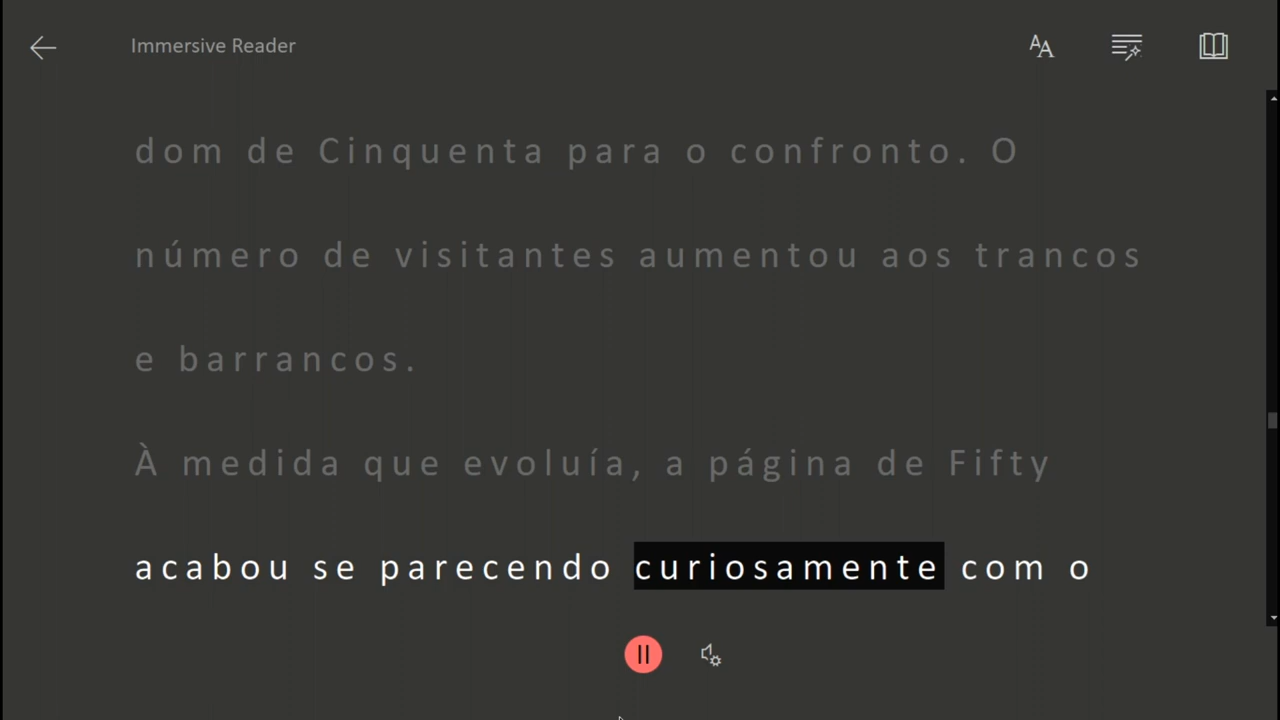 Immersive Reader
dom de Cinquenta para o confronto. O
número de visitantes aumentou aos trancos
e barrancos.
À medida que evoluía, a página de Fifty
acabou se parecendo curiosamente com o